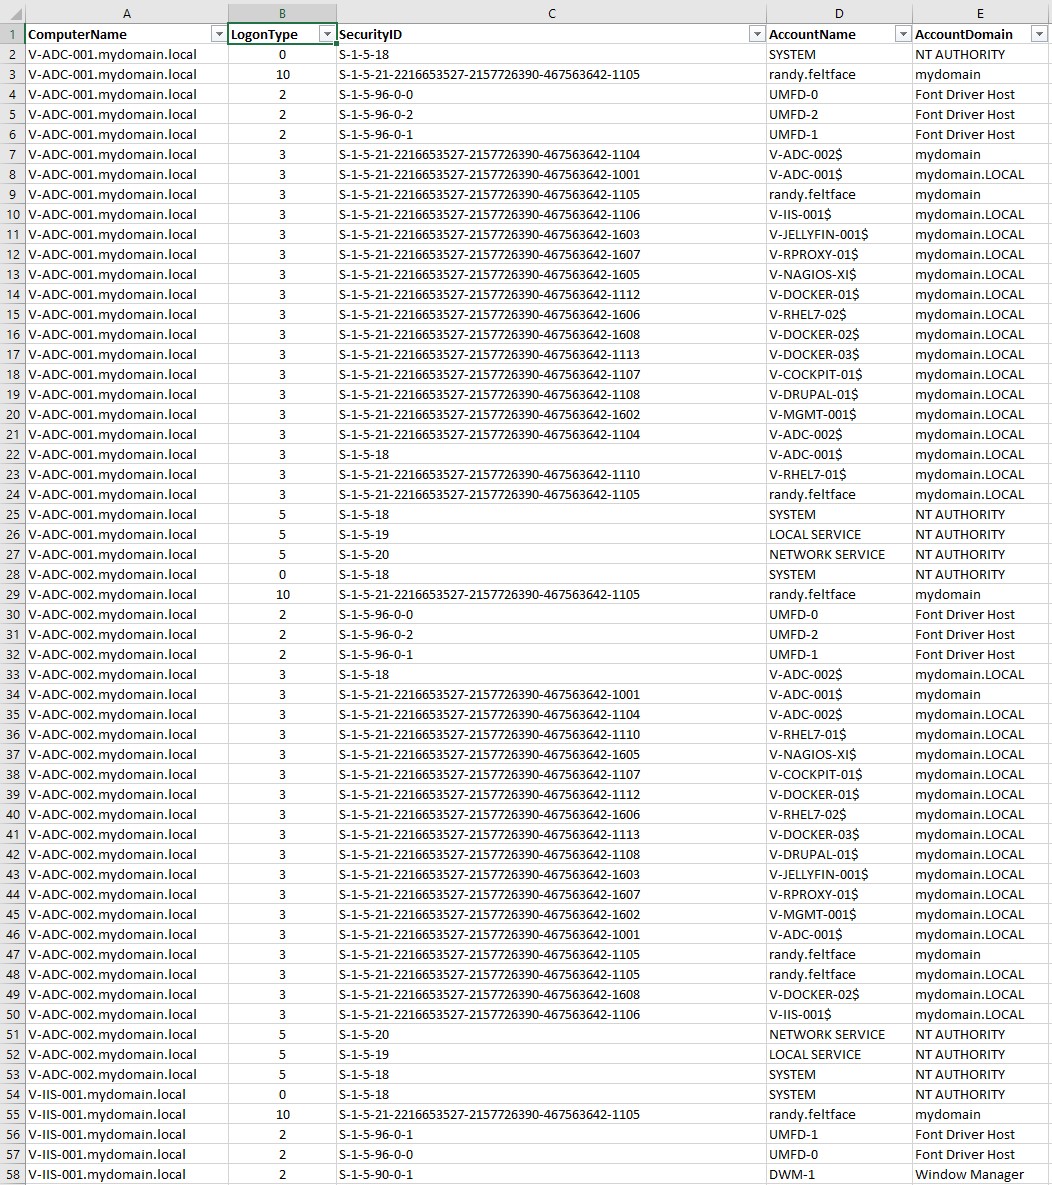 A B C D E
1 ComputerName LogonType SecurityID AccountName AccountDomain
2 V-ADC-001.mydomain.local 0 S-1-5-18 SYSTEM NT AUTHORITY
3 V-ADC-001.mydomain.local 10 S-1-5-21-2216653527-2157726390-467563642-1105 randy.feltface mydomain
4 V-ADC-001.mydomain.local 2 S-1-5-96-0-0 UMFD-0 Font Driver Host
5 V-ADC-001.mydomain.local 2 S-1-5-96-0-2 UMFD-2 Font Driver Host
6 V-ADC-001.mydomain.local 2 S-1-5-96-0-1 UMFD-1 Font Driver Host
7 V-ADC-001.mydomain.local 3 S-1-5-21-2216653527-2157726390-467563642-1104 V-ADC-002$ mydomain
8 V-ADC-001.mydomain.local 3 S-1-5-21-2216653527-2157726390-467563642-1001 V-ADC-001$ mydomain.LOCAL
9 V-ADC-001.mydomain.local 3 S-1-5-21-2216653527-2157726390-467563642-1105 randy.feltface mydomain
10 V-ADC-001.mydomain.local 3 S-1-5-21-2216653527-2157726390-467563642-1106 V-IIS-001$ mydomain.LOCAL
11 V-ADC-001.mydomain.local 3 S-1-5-21-2216653527-2157726390-467563642-1603 V-JELLYFIN-001$ mydomain.LOCAL
12 V-ADC-001.mydomain.local 3 S-1-5-21-2216653527-2157726390-467563642-1607 V-RPROXY-01$ mydomain.LOCAL
13 V-ADC-001.mydomain.local 3 S-1-5-21-2216653527-2157726390-467563642-1605 V-NAGIOS-XI$ mydomain.LOCAL
14 V-ADC-001.mydomain.local 3 S-1-5-21-2216653527-2157726390-467563642-1112 V-DOCKER-01$ mydomain.LOCAL
15 V-ADC-001.mydomain.local 3 S-1-5-21-2216653527-2157726390-467563642-1606 V-RHEL7-02$ mydomain.LOCAL
16 V-ADC-001.mydomain.local 3 S-1-5-21-2216653527-2157726390-467563642-1608 V-DOCKER-02$ mydomain.LOCAL
17 V-ADC-001.mydomain.local 3 S-1-5-21-2216653527-2157726390-467563642-1113 V-DOCKER-03$ mydomain.LOCAL
18 V-ADC-001.mydomain.local 3 S-1-5-21-2216653527-2157726390-467563642-1107 V-COCKPIT-01$ mydomain.LOCAL
19 V-ADC-001.mydomain.local 3 S-1-5-21-2216653527-2157726390-467563642-1108 V-DRUPAL-01$ mydomain.LOCAL
20 V-ADC-001.mydomain.local 3 S-1-5-21-2216653527-2157726390-467563642-1602 V-MGMT-001$ mydomain.LOCAL
21 V-ADC-001.mydomain.local 3 S-1-5-21-2216653527-2157726390-467563642-1104 V-ADC-002$ mydomain.LOCAL
22 V-ADC-001.mydomain.local 3 S-1-5-18 V-ADC-001$ mydomain.LOCAL
23 V-ADC-001.mydomain.local 3 S-1-5-21-2216653527-2157726390-467563642-1110 V-RHEL7-01$ mydomain.LOCAL
24 V-ADC-001.mydomain.local 3 S-1-5-21-2216653527-2157726390-467563642-1105 randy.feltface mydomain.LOCAL
25 V-ADC-001.mydomain.local 5 S-1-5-18 SYSTEM NT AUTHORITY
26 V-ADC-001.mydomain.local 5 S-1-5-19 LOCAL SERVICE NT AUTHORITY
27 V-ADC-001.mydomain.local 5 S-1-5-20 NETWORK SERVICE NT AUTHORITY
28 V-ADC-002.mydomain.local 0 S-1-5-18 SYSTEM NT AUTHORITY
29 V-ADC-002.mydomain.local 10 S-1-5-21-2216653527-2157726390-467563642-1105 randy.feltface mydomain
30 V-ADC-002.mydomain.local 2 S-1-5-96-0-0 UMFD-0 Font Driver Host
31 V-ADC-002.mydomain.local 2 S-1-5-96-0-2 UMFD-2 Font Driver Host
32 V-ADC-002.mydomain.local 2 S-1-5-96-0-1 UMFD-1 Font Driver Host
33 V-ADC-002.mydomain.local 3 S-1-5-18 V-ADC-002$ mydomain.LOCAL
34 V-ADC-002.mydomain.local 3 S-1-5-21-2216653527-2157726390-467563642-1001 V-ADC-001$ mydomain
35 V-ADC-002.mydomain.local 3 S-1-5-21-2216653527-2157726390-467563642-1104 V-ADC-002$ mydomain.LOCAL
36 V-ADC-002.mydomain.local 3 S-1-5-21-2216653527-2157726390-467563642-1110 V-RHEL7-01$ mydomain.LOCAL
37 V-ADC-002.mydomain.local 3 S-1-5-21-2216653527-2157726390-467563642-1605 V-NAGIOS-XI$ mydomain.LOCAL
38 V-ADC-002.mydomain.local 3 S-1-5-21-2216653527-2157726390-467563642-1107 V-COCKPIT-01$ mydomain.LOCAL
39 V-ADC-002.mydomain.local 3 S-1-5-21-2216653527-2157726390-467563642-1112 V-DOCKER-01$ mydomain.LOCAL
40 V-ADC-002.mydomain.local 3 S-1-5-21-2216653527-2157726390-467563642-1606 V-RHEL7-02$ mydomain.LOCAL
41 V-ADC-002.mydomain.local 3 S-1-5-21-2216653527-2157726390-467563642-1113 V-DOCKER-03$ mydomain.LOCAL
42 V-ADC-002.mydomain.local 3 S-1-5-21-2216653527-2157726390-467563642-1108 V-DRUPAL-01$ mydomain.LOCAL
43 V-ADC-002.mydomain.local 3 S-1-5-21-2216653527-2157726390-467563642-1603 V-JELLYFIN-001$ mydomain.LOCAL
44 V-ADC-002.mydomain.local 3 S-1-5-21-2216653527-2157726390-467563642-1607 V-RPROXY-01$ mydomain.LOCAL
45 V-ADC-002.mydomain.local 3 S-1-5-21-2216653527-2157726390-467563642-1602 V-MGMT-001$ mydomain.LOCAL
46 V-ADC-002.mydomain.local 3 S-1-5-21-2216653527-2157726390-467563642-1001 V-ADC-001$ mydomain.LOCAL
47 V-ADC-002.mydomain.local 3 S-1-5-21-2216653527-2157726390-467563642-1105 randy.feltface mydomain
48 V-ADC-002.mydomain.local 3 S-1-5-21-2216653527-2157726390-467563642-1105 randy.feltface mydomain.LOCAL
49 V-ADC-002.mydomain.local 3 S-1-5-21-2216653527-2157726390-467563642-1608 V-DOCKER-02$ mydomain.LOCAL
50 V-ADC-002.mydomain.local 3 S-1-5-21-2216653527-2157726390-467563642-1106 V-IIS-001$ mydomain.LOCAL
51 V-ADC-002.mydomain.local 5 S-1-5-20 NETWORK SERVICE NT AUTHORITY
52 V-ADC-002.mydomain.local 5 S-1-5-19 LOCAL SERVICE NT AUTHORITY
53 V-ADC-002.mydomain.local 5 S-1-5-18 SYSTEM NT AUTHORITY
54 V-IIS-001.mydomain.local 0 S-1-5-18 SYSTEM NT AUTHORITY
55 V-IIS-001.mydomain.local 10 S-1-5-21-2216653527-2157726390-467563642-1105 randy.feltface mydomain
56 V-IIS-001.mydomain.local 2 S-1-5-96-0-1 UMFD-1 Font Driver Host
57 V-IIS-001.mydomain.local 2 S-1-5-96-0-0 UMFD-0 Font Driver Host
58 V-IIS-001.mydomain.local 2 S-1-5-90-0-1 DWM-1 Window Manager